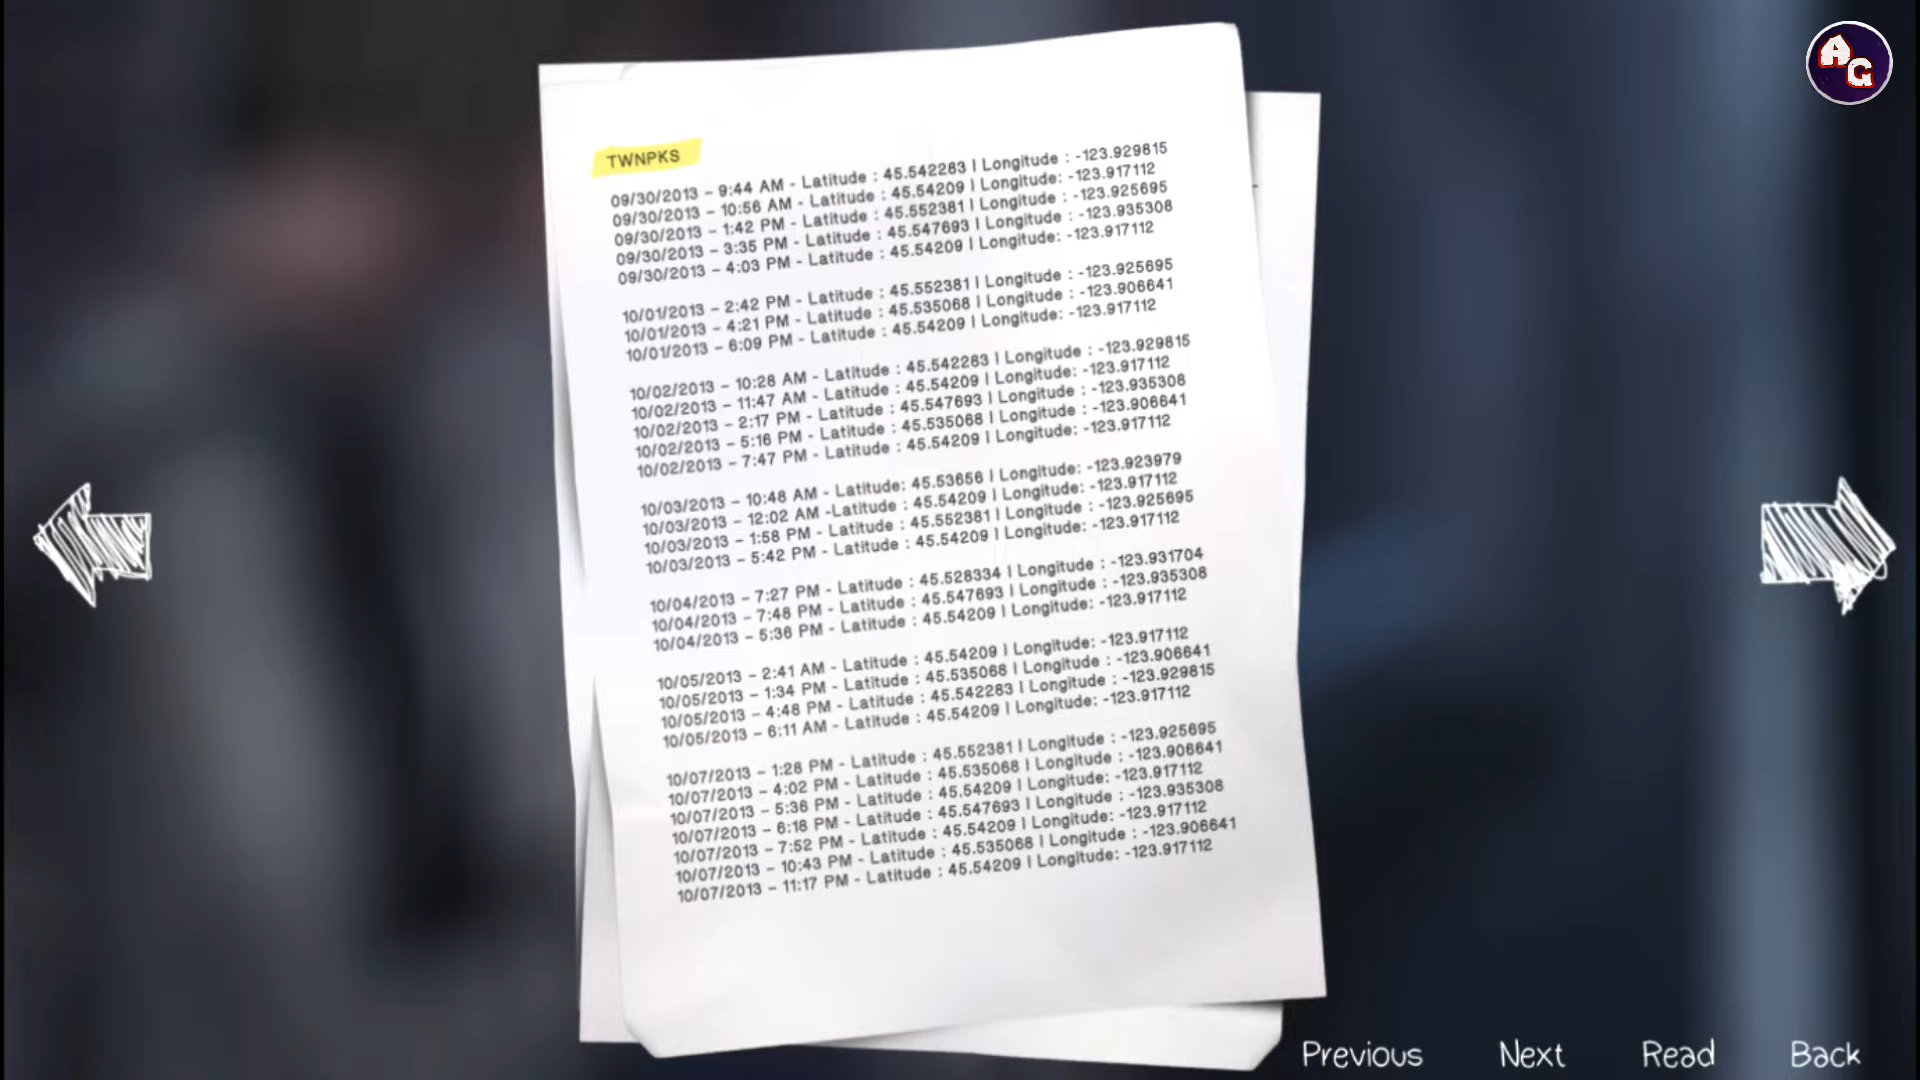 AG
TWNPKS
09/30/2013 – 9:44 AM - Latitude : 45.542283 | Longitude : -123.929815
09/30/2013 – 10:56 AM - Latitude : 45.54209 | Longitude: -123.917112
09/30/2013 – 1:42 PM - Latitude : 45.552381 | Longitude : -123.925695
09/30/2013 – 3:35 PM - Latitude : 45.547693 | Longitude : -123.935308
09/30/2013 – 4:03 PM - Latitude : 45.54209 | Longitude: -123.917112
10/01/2013 – 2:42 PM - Latitude : 45.552381 | Longitude : -123.925695
10/01/2013 – 4:21 PM - Latitude : 45.535068 | Longitude : -123.906641
10/01/2013 – 6:09 PM - Latitude : 45.54209 | Longitude: -123.917112
10/02/2013 – 10:28 AM - Latitude : 45.542283 | Longitude : -123.929815
10/02/2013 – 11:47 AM - Latitude : 45.54209 | Longitude: -123.917112
10/02/2013 – 2:17 PM - Latitude : 45.547693 | Longitude : -123.935308
10/02/2013 – 5:16 PM - Latitude : 45.535068 | Longitude : -123.906641
10/02/2013 – 7:47 PM - Latitude : 45.54209 | Longitude: -123.917112
10/03/2013 – 10:48 AM - Latitude: 45.53656 | Longitude: -123.923979
10/03/2013 – 12:02 AM -Latitude : 45.54209 | Longitude: -123.917112
10/03/2013 – 1:58 PM - Latitude : 45.552381 | Longitude : -123.925695
10/03/2013 – 5:42 PM - Latitude : 45.54209 | Longitude: -123.917112
10/04/2013 – 7:27 PM - Latitude : 45.528334 | Longitude : -123.931704
10/04/2013 – 7:48 PM - Latitude : 45.547693 | Longitude : -123.935308
10/04/2013 – 5:36 PM - Latitude : 45.54209 | Longitude: -123.917112
10/05/2013 – 2:41 AM - Latitude : 45.54209 | Longitude: -123.917112
10/05/2013 – 1:34 PM - Latitude : 45.535068 | Longitude : -123.906641
10/05/2013 – 4:48 PM - Latitude : 45.542283 | Longitude : -123.929815
10/05/2013 – 6:11 AM - Latitude : 45.54209 | Longitude: -123.917112
10/07/2013 – 1:28 PM - Latitude : 45.552381 | Longitude : -123.925695
10/07/2013 – 4:02 PM - Latitude : 45.535068 | Longitude : -123.906641
10/07/2013 – 5:36 PM - Latitude : 45.54209 | Longitude: -123.917112
10/07/2013 – 6:18 PM - Latitude : 45.547693 | Longitude : -123.935308
10/07/2013 – 7:52 PM - Latitude : 45.54209 | Longitude: -123.917112
10/07/2013 – 10:43 PM - Latitude : 45.535068 | Longitude : -123.906641
10/07/2013 – 11:17 PM - Latitude : 45.54209 | Longitude: -123.917112
Previous Next Read Back